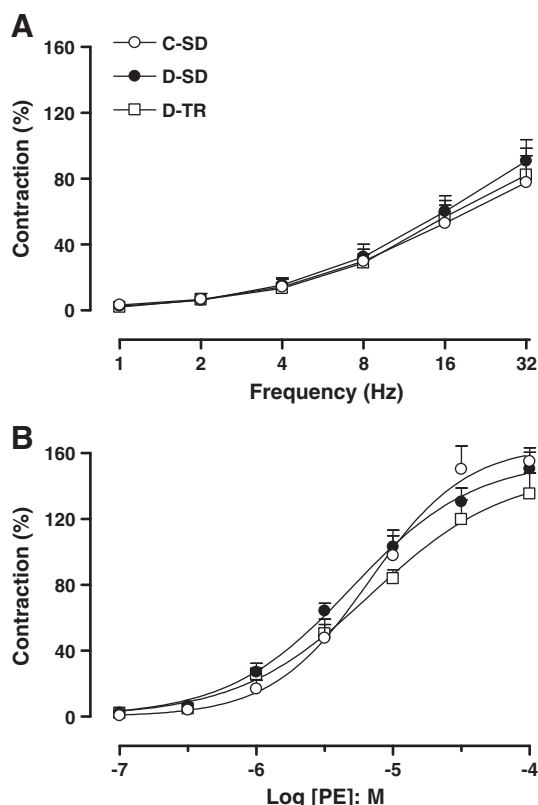 A
C-SD
D-SD
D-TR
Contraction (%)
160
120
80
40
0
1 2 4 8 16 32
Frequency (Hz)
B
Contraction (%)
160
120
80
40
0
-7 -6 -5 -4
Log [PE]: M